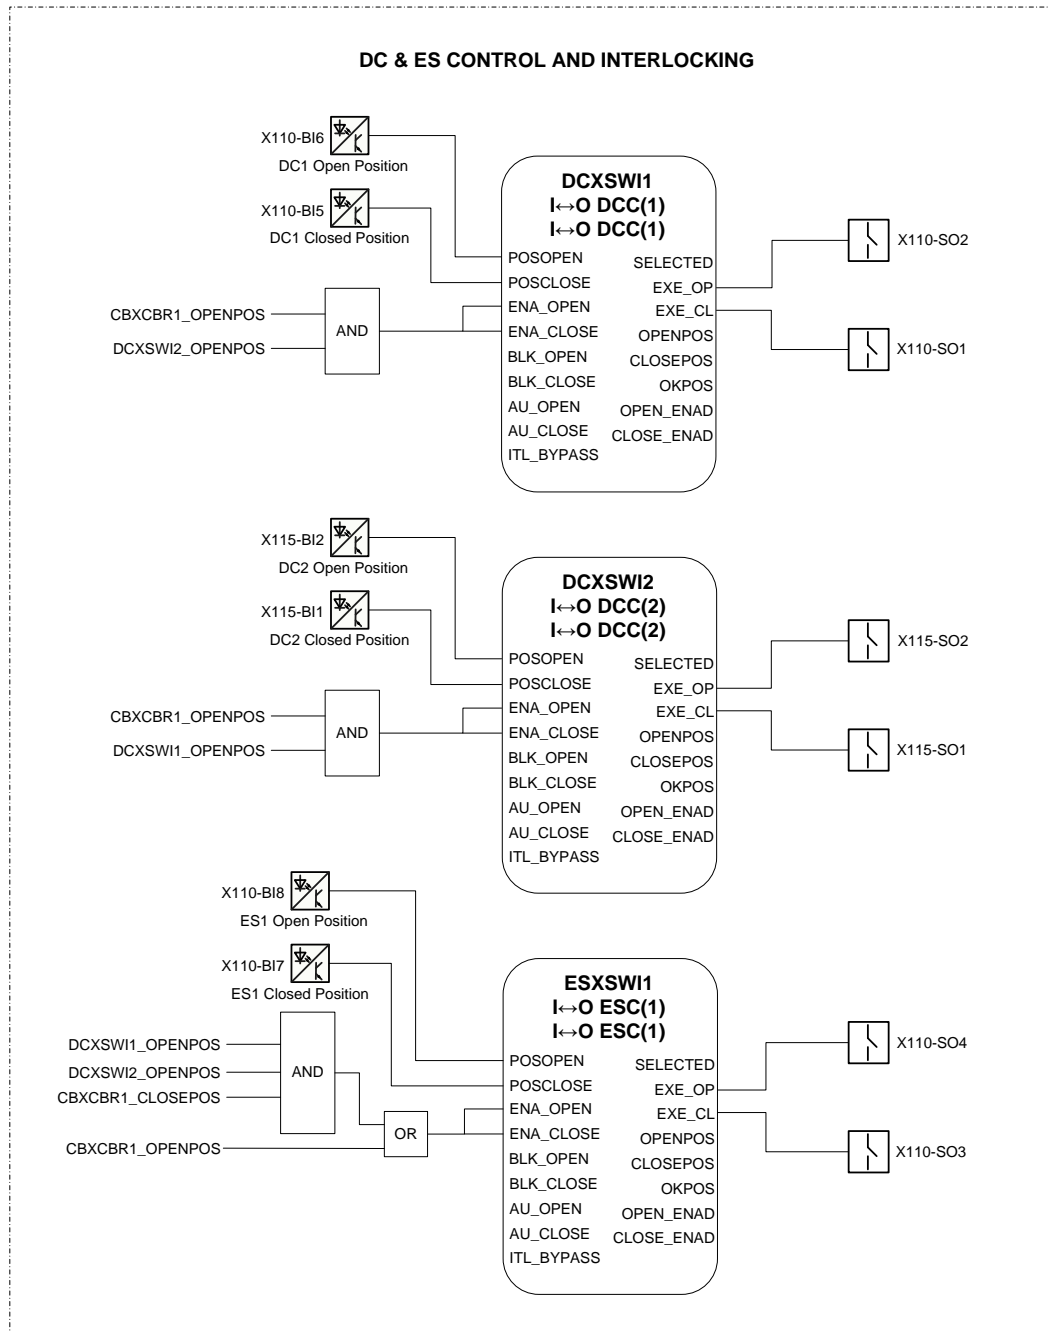 DC & ES CONTROL AND INTERLOCKING
X110-BI6
DC1 Open Position
X110-BI5
DC1 Closed Position
CBXCBR1_OPENPOS
DCXSWI2_OPENPOS
AND
DCXSWI1
I↔O DCC(1)
I↔O DCC(1)
POSOPEN
POSCLOSE
ENA_OPEN
ENA_CLOSE
BLK_OPEN
BLK_CLOSE
AU_OPEN
AU_CLOSE
ITL_BYPASS
SELECTED
EXE_OP
EXE_CL
OPENPOS
CLOSEPOS
OKPOS
OPEN_ENAD
CLOSE_ENAD
X110-SO2
X110-SO1
X115-BI2
DC2 Open Position
X115-BI1
DC2 Closed Position
CBXCBR1_OPENPOS
DCXSWI1_OPENPOS
AND
DCXSWI2
I↔O DCC(2)
I↔O DCC(2)
POSOPEN
POSCLOSE
ENA_OPEN
ENA_CLOSE
BLK_OPEN
BLK_CLOSE
AU_OPEN
AU_CLOSE
ITL_BYPASS
SELECTED
EXE_OP
EXE_CL
OPENPOS
CLOSEPOS
OKPOS
OPEN_ENAD
CLOSE_ENAD
X115-SO2
X115-SO1
X110-BI8
ES1 Open Position
X110-BI7
ES1 Closed Position
DCXSWI1_OPENPOS
DCXSWI2_OPENPOS
CBXCBR1_CLOSEPOS
CBXCBR1_OPENPOS
AND
OR
ESXSWI1
I↔O ESC(1)
I↔O ESC(1)
POSOPEN
POSCLOSE
ENA_OPEN
ENA_CLOSE
BLK_OPEN
BLK_CLOSE
AU_OPEN
AU_CLOSE
ITL_BYPASS
SELECTED
EXE_OP
EXE_CL
OPENPOS
CLOSEPOS
OKPOS
OPEN_ENAD
CLOSE_ENAD
X110-SO4
X110-SO3